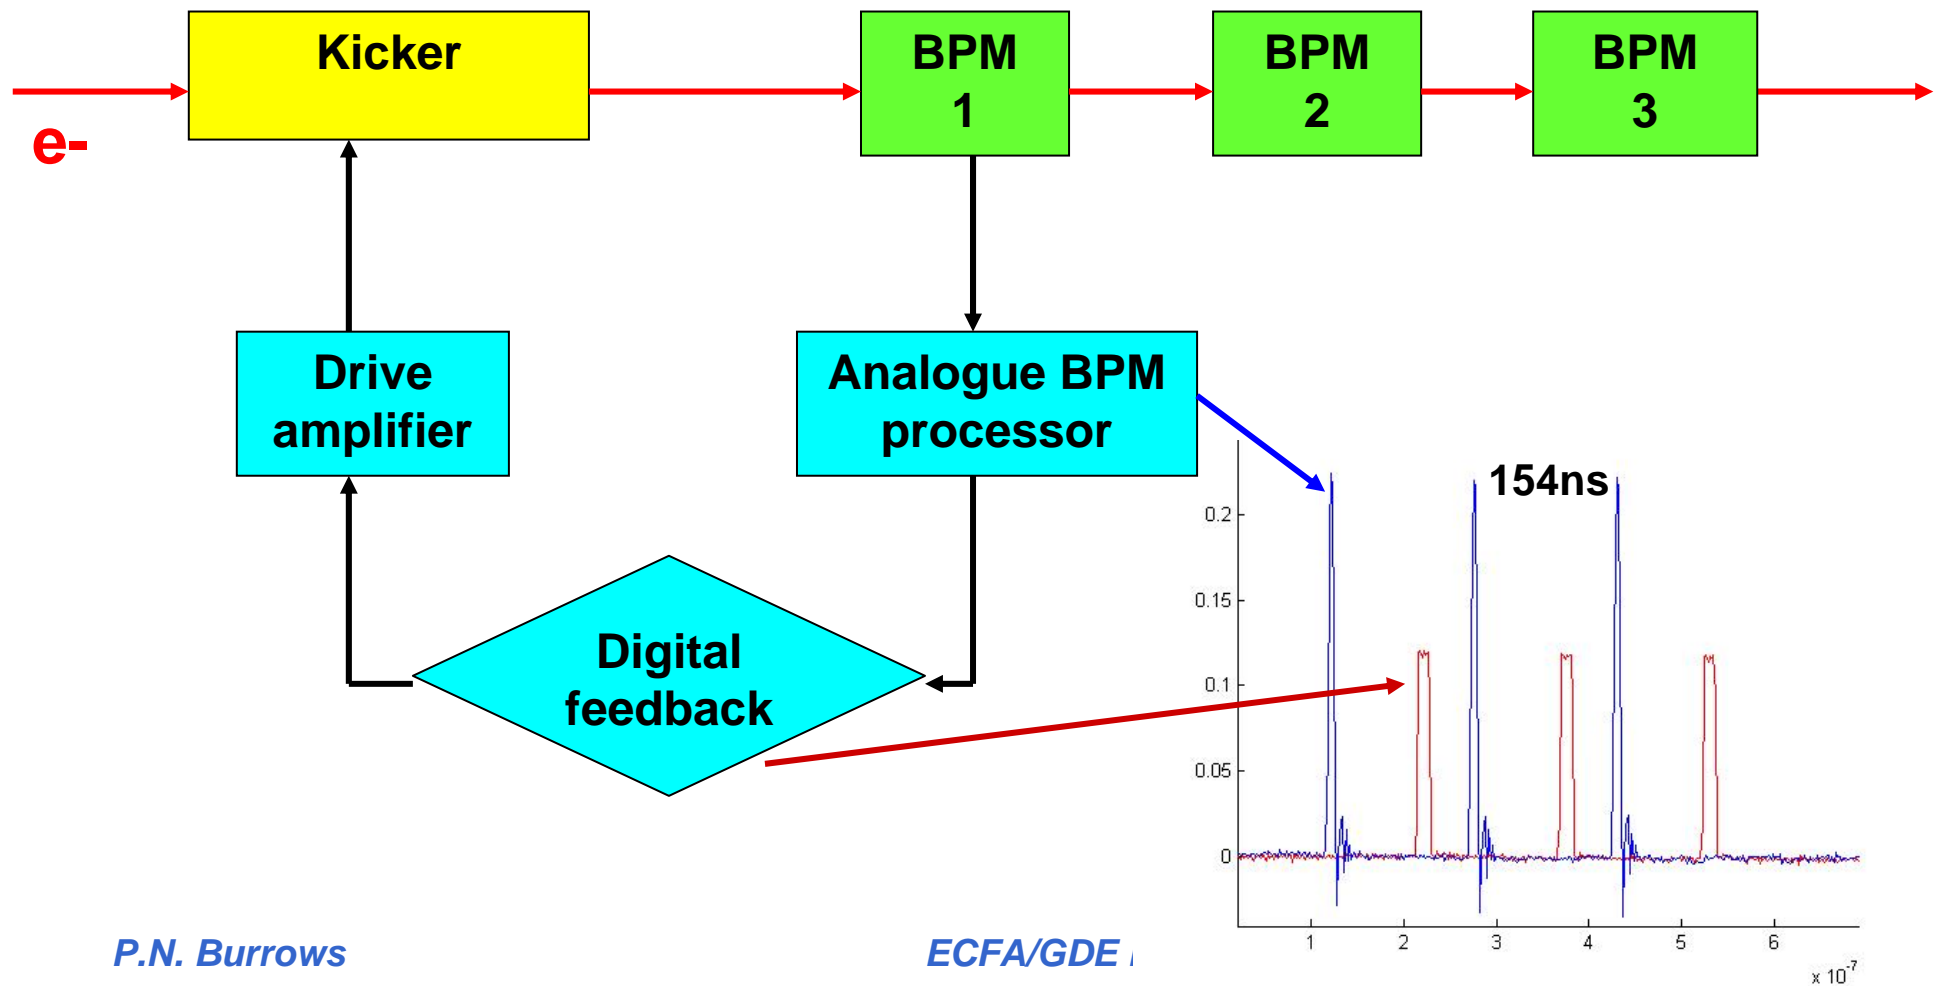 Kicker
BPM
1
BPM
2
BPM
3
e-
Drive
amplifier
Analogue BPM
processor
154ns
0.2
0.15
0.1
0.05
0
Digital
feedback
1 2 3 4 5 6
x 10⁻⁷
P.N. Burrows
ECFA/GDE